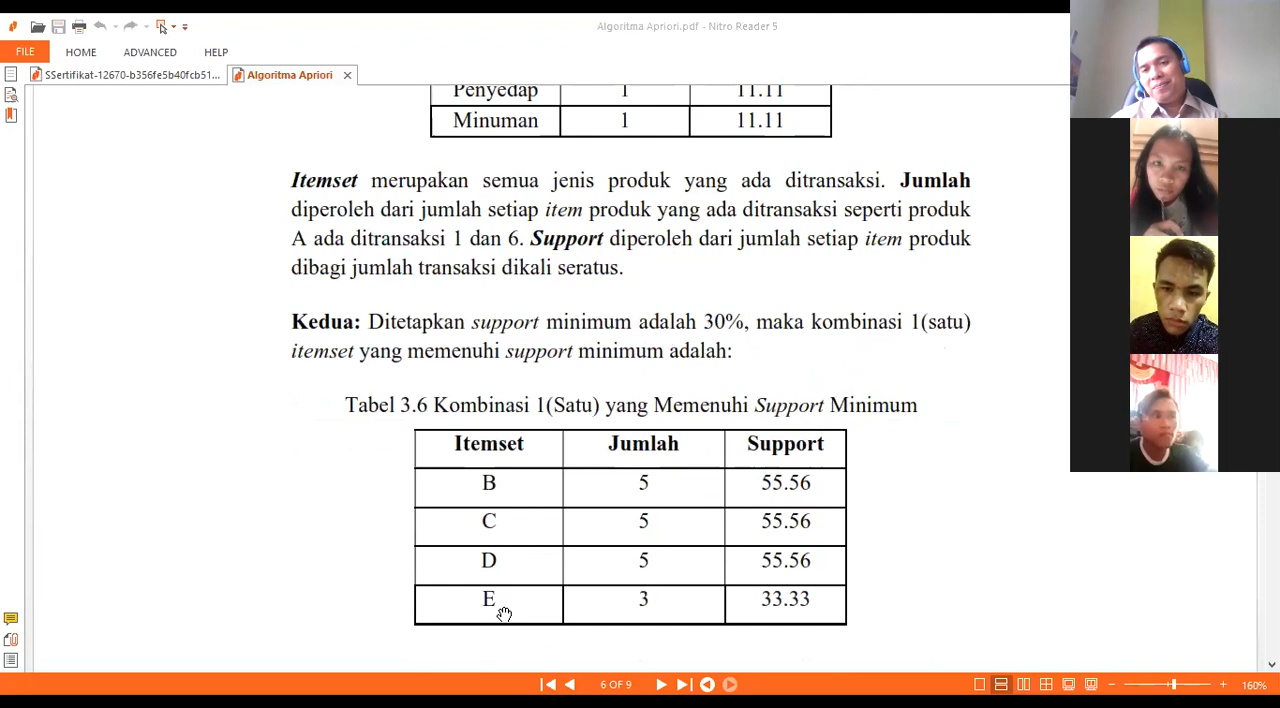 Algoritma Apriori.pdf - Nitro Reader 5
FILE HOME ADVANCED HELP
SSertifikat-12670-b356fe5b40fcb51... Algoritma Apriori
Penyedap 1 11.11
Minuman 1 11.11
Itemset merupakan semua jenis produk yang ada ditransaksi. Jumlah
diperoleh dari jumlah setiap item produk yang ada ditransaksi seperti produk
A ada ditransaksi 1 dan 6. Support diperoleh dari jumlah setiap item produk
dibagi jumlah transaksi dikali seratus.
Kedua: Ditetapkan support minimum adalah 30%, maka kombinasi 1(satu)
itemset yang memenuhi support minimum adalah:
Tabel 3.6 Kombinasi 1(Satu) yang Memenuhi Support Minimum
Itemset Jumlah Support
B 5 55.56
C 5 55.56
D 5 55.56
E 3 33.33
6 OF 9
160%